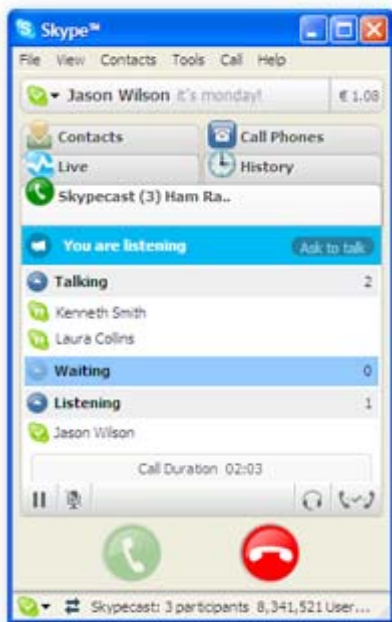 Skype™
File View Contacts Tools Call Help
Jason Wilson it's monday! € 1.08
Contacts Call Phones
Live History
Skypecast (3) Ham Ra..
You are listening Ask to talk
Talking 2
Kenneth Smith
Laura Collins
Waiting 0
Listening 1
Jason Wilson
Call Duration 02:03
Skypecast: 3 participants 8,341,521 User...